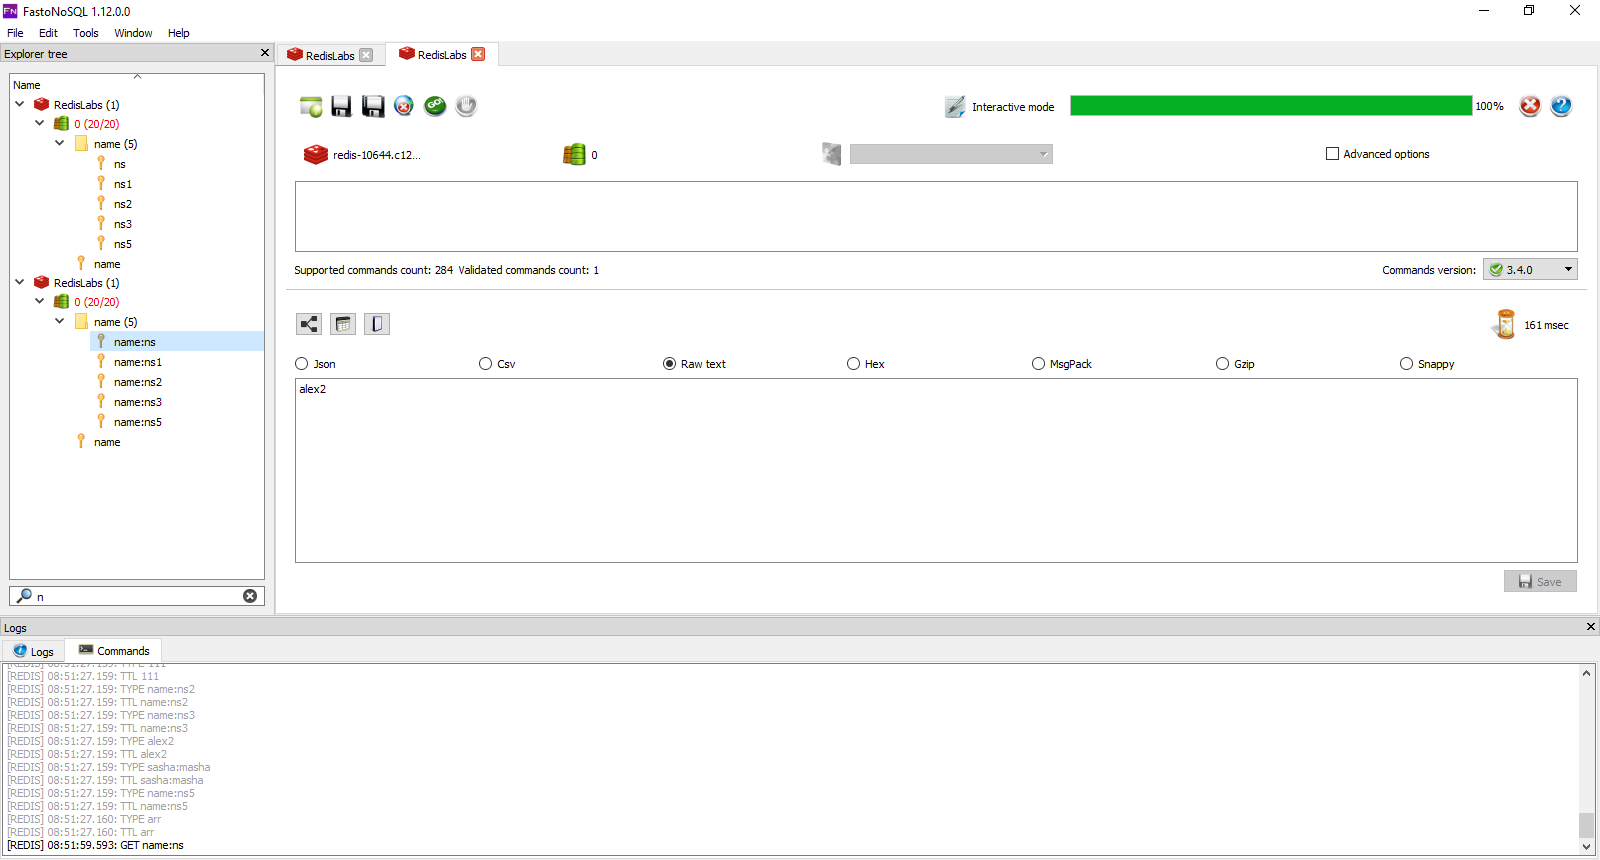 FastoNoSQL 1.12.0.0
File Edit Tools Window Help
Explorer tree
RedisLabs RedisLabs
Name
RedisLabs (1)
0 (20/20)
name (5)
ns
ns1
ns2
ns3
ns5
name
RedisLabs (1)
0 (20/20)
name (5)
name:ns
name:ns1
name:ns2
name:ns3
name:ns5
name
n
GO! Interactive mode 100%
redis-10644.c12... 0 Advanced options
Supported commands count: 284 Validated commands count: 1 Commands version: 3.4.0
161 msec
Json Csv Raw text Hex MsgPack Gzip Snappy
alex2
Save
Logs
Logs Commands
[REDIS] 08:51:27.159: TYPE 111
[REDIS] 08:51:27.159: TTL 111
[REDIS] 08:51:27.159: TYPE name:ns2
[REDIS] 08:51:27.159: TTL name:ns2
[REDIS] 08:51:27.159: TYPE name:ns3
[REDIS] 08:51:27.159: TTL name:ns3
[REDIS] 08:51:27.159: TYPE alex2
[REDIS] 08:51:27.159: TTL alex2
[REDIS] 08:51:27.159: TYPE sasha:masha
[REDIS] 08:51:27.159: TTL sasha:masha
[REDIS] 08:51:27.159: TYPE name:ns5
[REDIS] 08:51:27.159: TTL name:ns5
[REDIS] 08:51:27.160: TYPE arr
[REDIS] 08:51:27.160: TTL arr
[REDIS] 08:51:59.593: GET name:ns